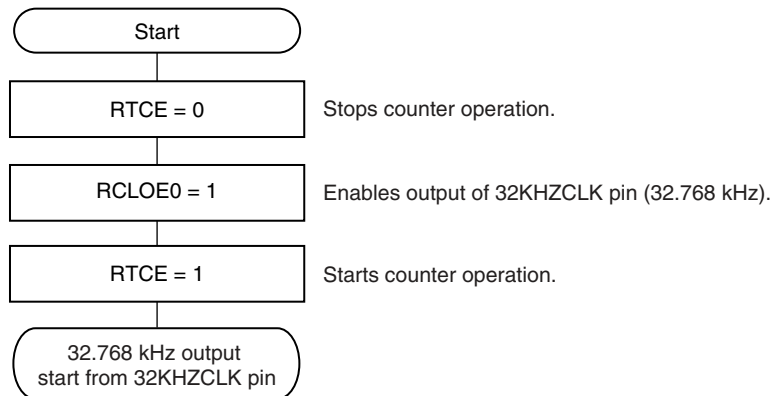 Start
RTCE = 0
Stops counter operation.
RCLOE0 = 1
Enables output of 32KHZCLK pin (32.768 kHz).
RTCE = 1
Starts counter operation.
32.768 kHz output
start from 32KHZCLK pin